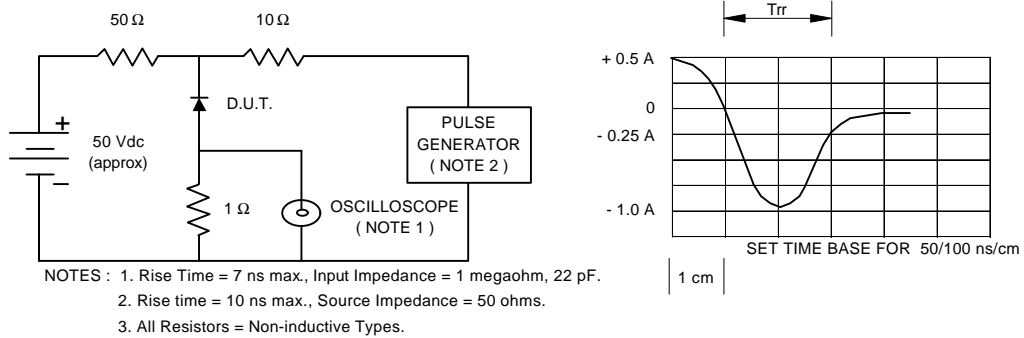 50 Ω
10 Ω
Trr
+ 0.5 A
0
- 0.25 A
- 1.0 A
D.U.T.
+
50 Vdc
(approx)
−
PULSE
GENERATOR
( NOTE 2 )
1 Ω
OSCILLOSCOPE
( NOTE 1 )
SET TIME BASE FOR 50/100 ns/cm
1 cm
NOTES : 1. Rise Time = 7 ns max., Input Impedance = 1 megaohm, 22 pF.
2. Rise time = 10 ns max., Source Impedance = 50 ohms.
3. All Resistors = Non-inductive Types.